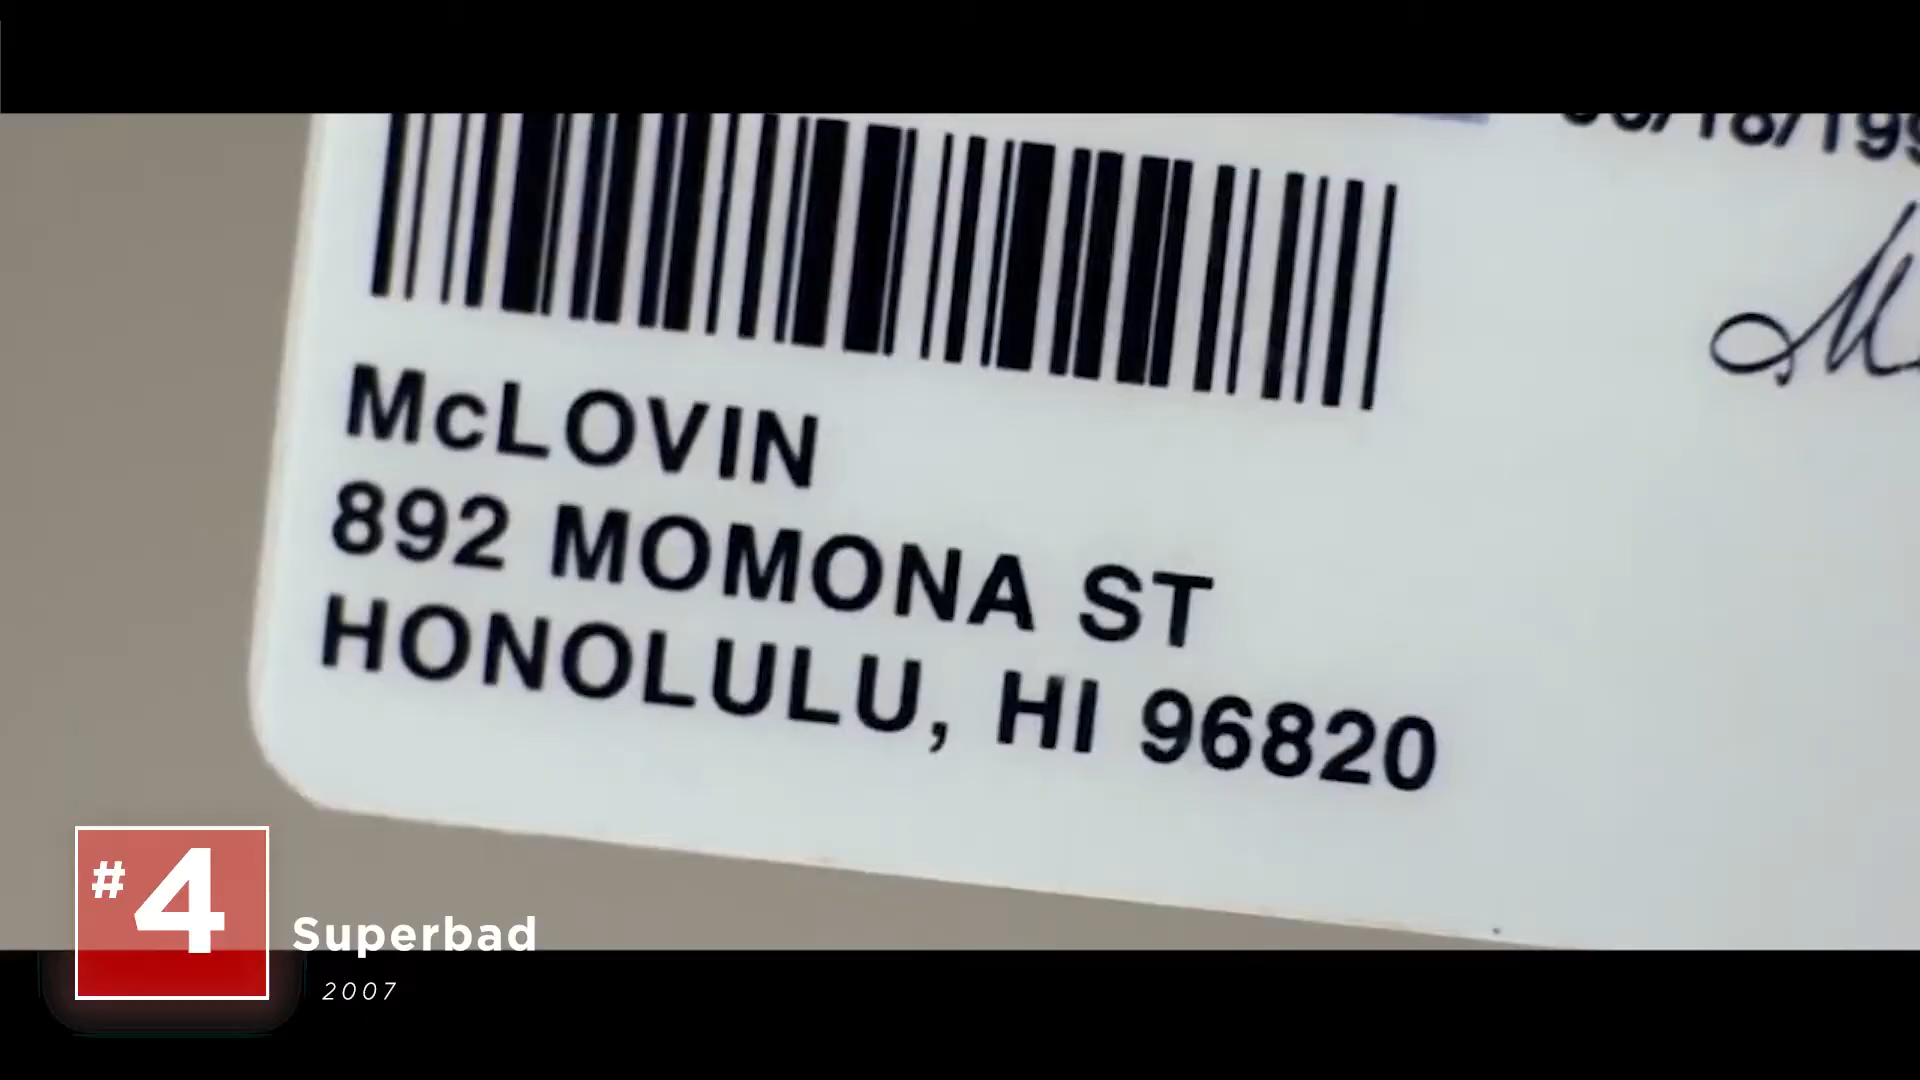 McLOVIN
892 MOMONA ST
HONOLULU, HI 96820
#4
Superbad
2007